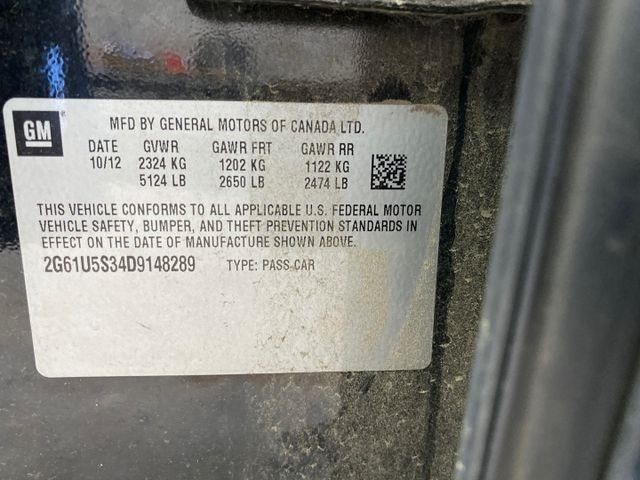 GM
MFD BY GENERAL MOTORS OF CANADA LTD.
DATE GVWR GAWR FRT GAWR RR
10/12 2324 KG 1202 KG 1122 KG
5124 LB 2650 LB 2474 LB
THIS VEHICLE CONFORMS TO ALL APPLICABLE U.S. FEDERAL MOTOR
VEHICLE SAFETY, BUMPER, AND THEFT PREVENTION STANDARDS IN
EFFECT ON THE DATE OF MANUFACTURE SHOWN ABOVE.
2G61U5S34D9148289 TYPE: PASS CAR